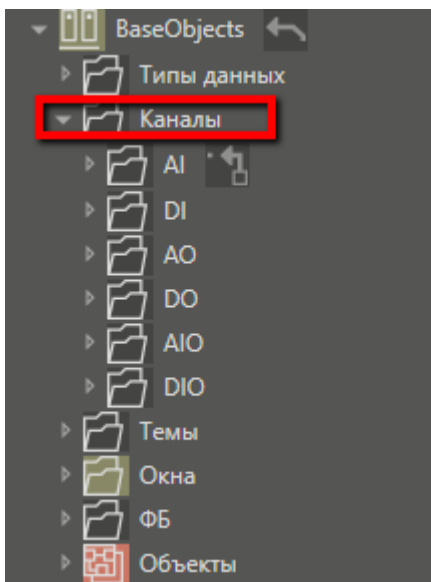 BaseObjects
Типы данных
Каналы
AI
DI
AO
DO
AIO
DIO
Темы
Окна
ФБ
Объекты